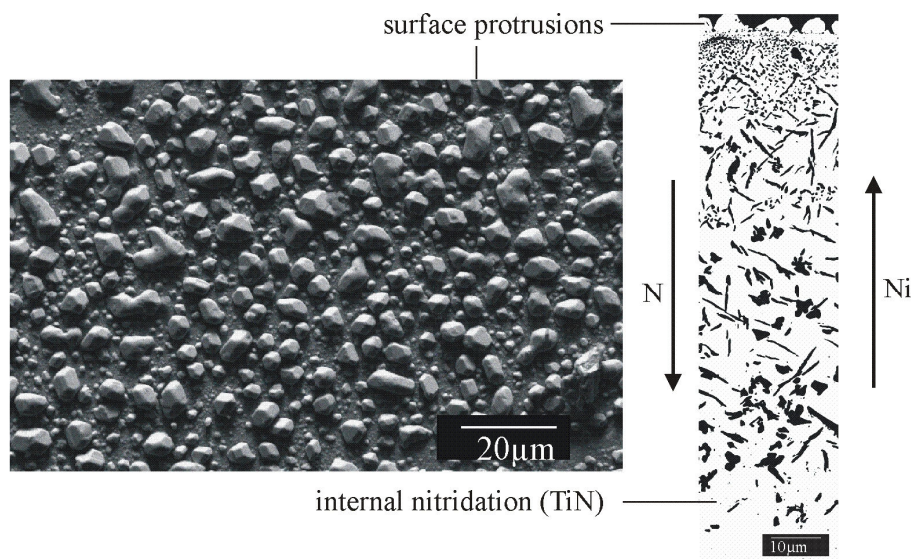 surface protrusions
N
Ni
20µm
internal nitridation (TiN)
10µm